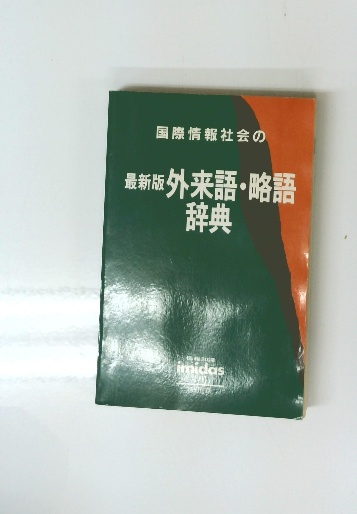 国際情報社会の
最新版 外来語・略語
辞典
imidas